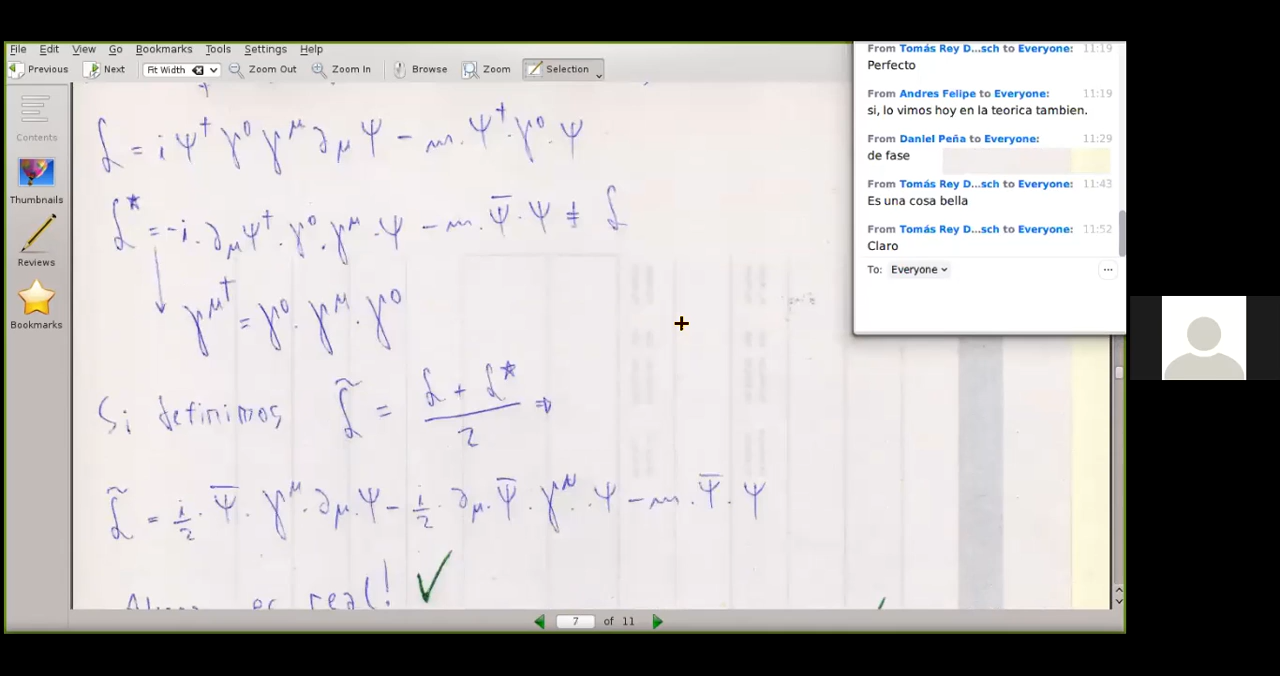 File Edit View Go Bookmarks Tools Settings Help
Previous Next Fit Width Zoom Out Zoom In Browse Zoom Selection
Contents
Thumbnails
Reviews
Bookmarks
ℒ = i Ψ† γ⁰ γ^μ ∂_μ Ψ − m · Ψ† · γ⁰ · Ψ
ℒ* = −i · ∂_μ Ψ† · γ⁰ · γ^μ · Ψ − m · Ψ̄ · Ψ ≠ ℒ
γ^μ† = γ⁰ · γ^μ · γ⁰
Si definimos ℒ̃ = (ℒ + ℒ*)/2 ⇒
ℒ̃ = i/2 · Ψ̄ · γ^μ · ∂_μ · Ψ − i/2 · ∂_μ · Ψ̄ · γ^μ · Ψ − m · Ψ̄ · Ψ
es real! ✓
7 of 11
From Tomás Rey D...sch to Everyone: 11:19
Perfecto
From Andres Felipe to Everyone: 11:19
si, lo vimos hoy en la teorica tambien.
From Daniel Peña to Everyone: 11:29
de fase
From Tomás Rey D...sch to Everyone: 11:43
Es una cosa bella
From Tomás Rey D...sch to Everyone: 11:52
Claro
To: Everyone ...